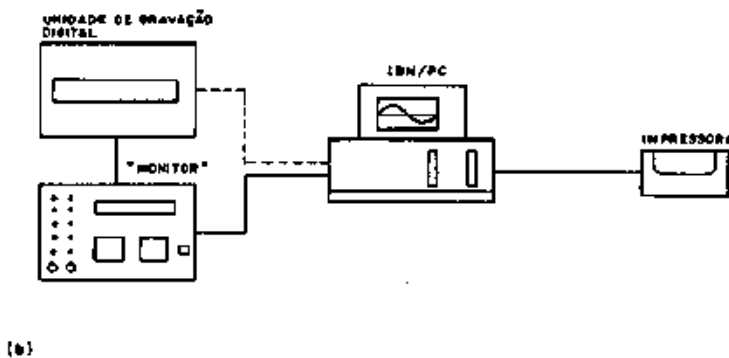 UNIDADE DE GRAVAÇÃO
DIGITAL
IBM/PC
IMPRESSORA
"MONITOR"
(b)